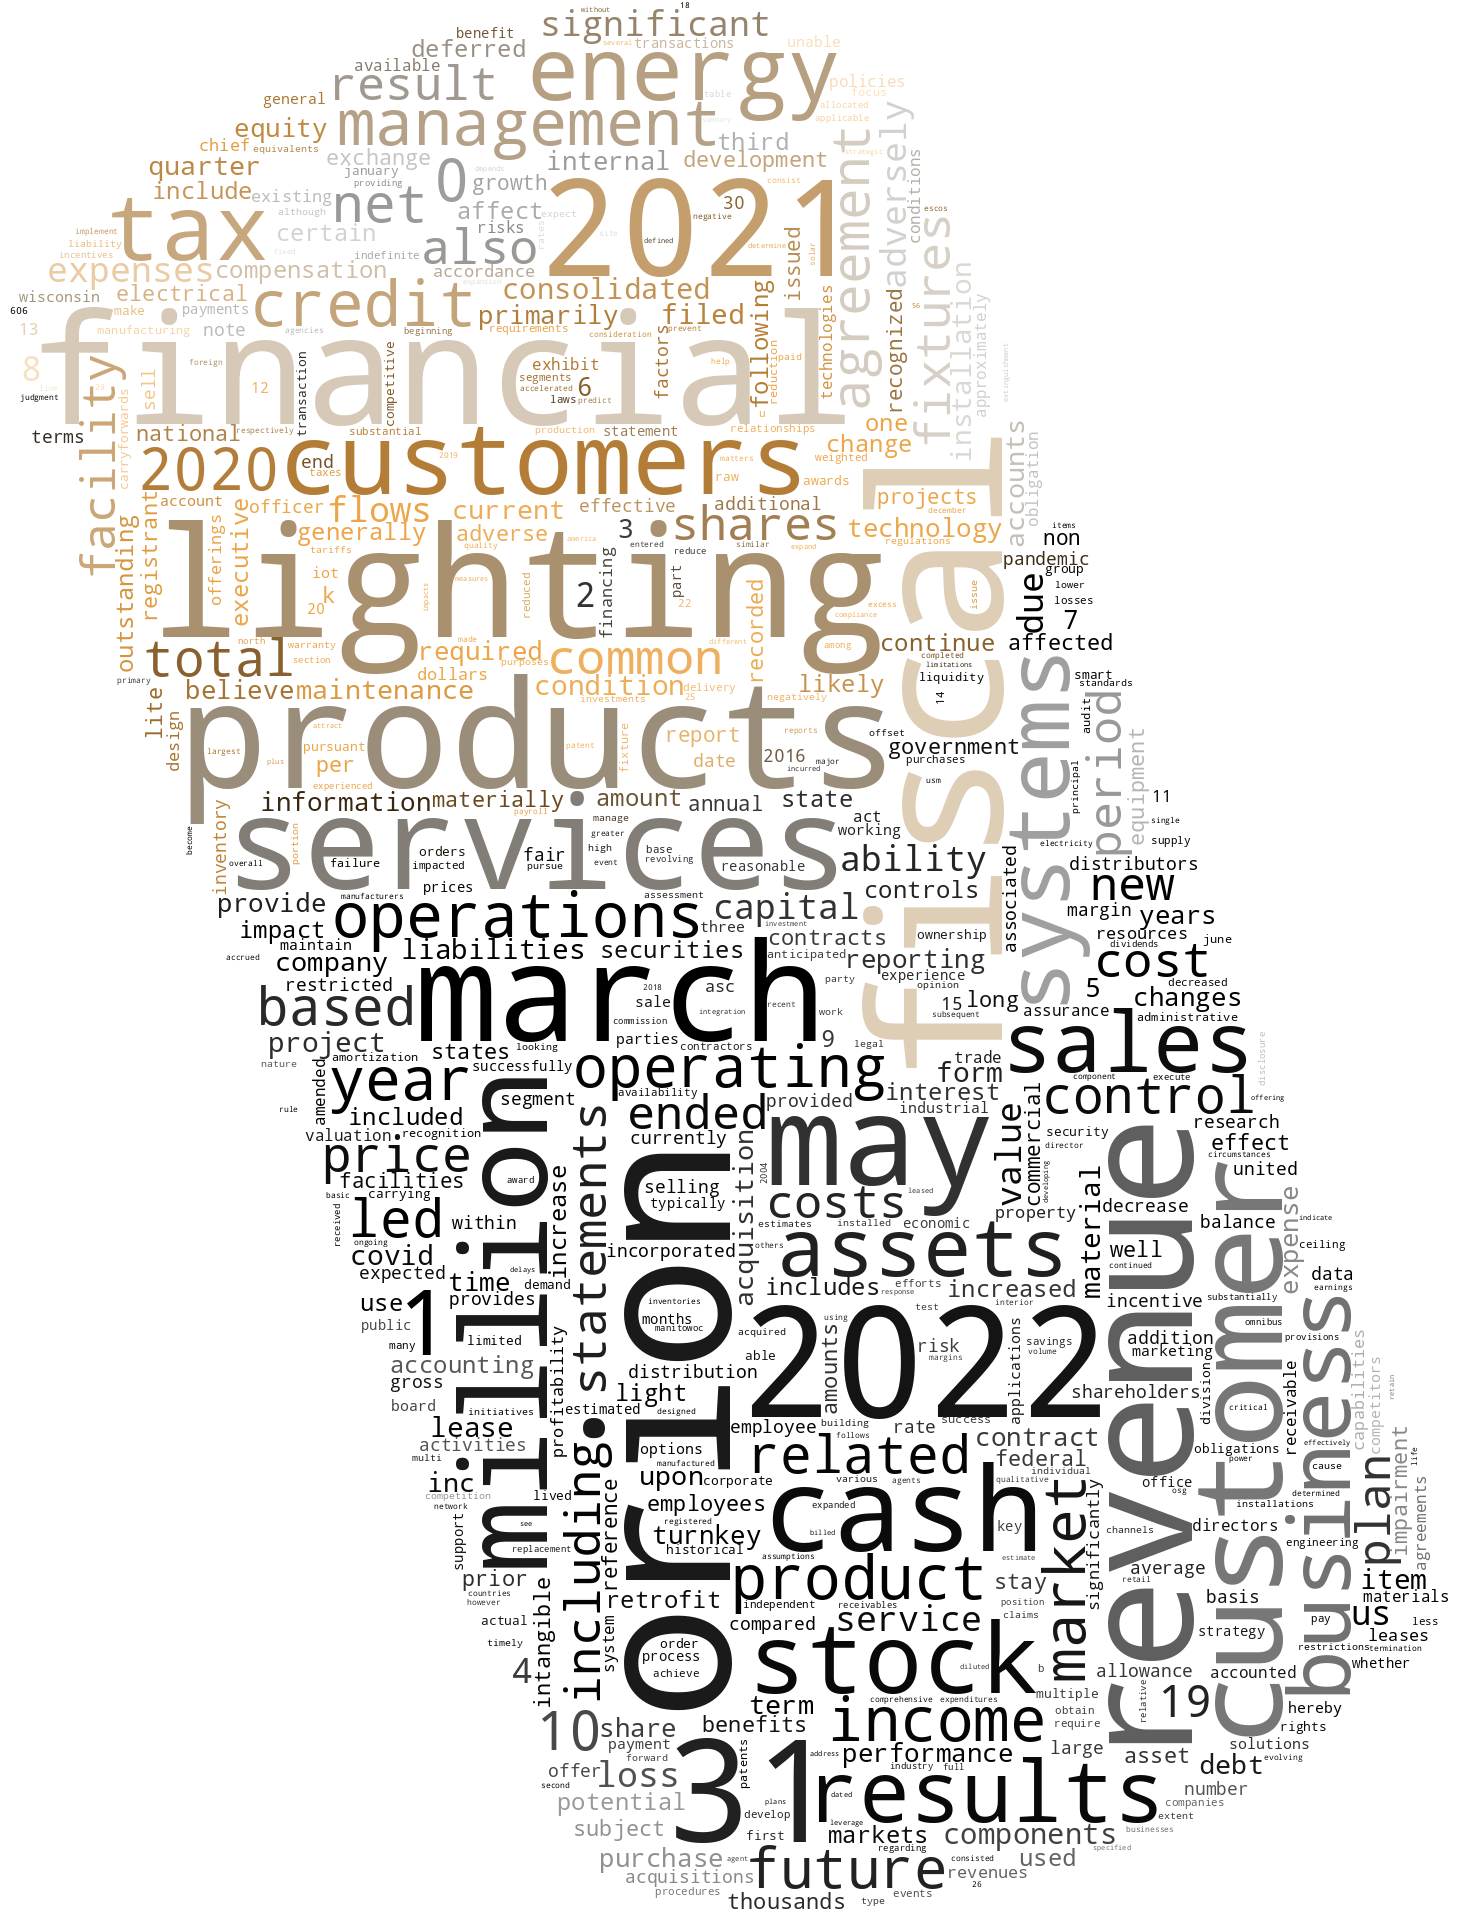 without 18
significant
benefit
deferred several transactions unable
available energy
result policies
focus
general table allocated
management applicable
equity summary
third
chief equivalents exchange internal development strategic
quarter january depends
include existing providing 0 growth 2021 consist conditions
although net affect expect negative 30 escos
tax certain also risks rates site defined determine solar
implement
liability indefinite
incentives fixed
expenses compensation accordance expansion issued agreement adversely
wisconsin electrical credit consolidated fixtures
606 make payments primarily filed following technologies recognized 56 installation approximately
13 manufacturing note agencies beginning requirements consideration prevent
financial
8 foreign competitive exhibit factors help reduction paid extinguishment
line 28 12 segments 6
judgment transaction accelerated laws predict
facility carryforwards sell
terms national respectively substantial production statement c relationships one
2020 customers change
end 2019 matters weighted accounts obligation
taxes raw awards projects
account officer flows effective additional december
items
registrant generally current shares technology non
outstanding offerings executive tariffs adverse america 3 entered similar expand regulations pandemic
quality reduce group
lighting
iot measures financing part excess issue due lower
k 20 impacts reduced 2 22 compliance losses
7
north warranty made different recorded among continue affected
total required common completed
section purposes limitations
primary dollars condition delivery likely liquidity smart
believe maintenance investments 25 negatively 14 standards
lite design products fiscal systems period
attract report reports offset audit
largest pursuant patent fixture government equipment
plus per date 2016 major purchases
experienced incurred usm principal
information materially amount annual state 11
payroll manage act single
become inventory portion services greater working
overall failure orders fair high base reasonable ability electricity supply
impacted pursue event revolving distributors
prices assessment controls new
provide manufacturers capital investment associated margin years
impact operations three ownership resources
maintain liabilities securities contracts dividends june
accrued company anticipated reporting cost
restricted 2018 asc experience decreased
based march sale recent party opinion 15 long 5 changes
commission integration work subsequent assurance administrative
project states looking parties contractors 9 legal sales
amortization trade disclosure
nature year successfully operating form component execute
amended segment availability interest control offering
rule included ended provided industrial
valuation recognition million currently value commercial security research
price statements horion may director effect
facilities acquisition 2004 circumstances
basic carrying award selling costs leased developing material united
received led within increase typically property decrease
estimates installed economic balance indicate
ongoing incorporated others assets revenue customer expense
covid delays well ceiling
expected time demand continued data
use provides inventories includes efforts increased incentive substantially earnings
public months response
1 manitowoc acquired using test interior omnibus
many limited 2022 addition provisions
profitability able risk savings marketing business
accounting distribution amounts margins applications volume
gross light shareholders division receivable capabilities competitors retain
board initiatives estimated designed employee building rate success critical
lease follows
activities including options related contract obligations effectively
multi manufactured federal power cause
inc upon corporate various agents qualitative individual office osg life
competition lived cash determined plan
network employees expanded installations impairment
see registered turnkey billed key market significantly channels directors engineering agreements
support replacement reference historical assumptions estimate average
prior product stay retail item
countries retrofit independent receivables position basis materials
however service claims us
actual system compared pay less
timely order strategy restrictions termination
process stock diluted b allowance accounted leases
4 intangible achieve whether
comprehensive expenditures multiple relative 19
term income obtain hereby
10 share benefits require rights
payment 31 performance large asset solutions
forward address evolving
offer loss patents industry full debt
second results number
potential plans dated companies
develop extent
subject first leverage components businesses
markets regarding specified
purchase agent future consisted used
acquisitions revenues
procedures 26
thousands type events